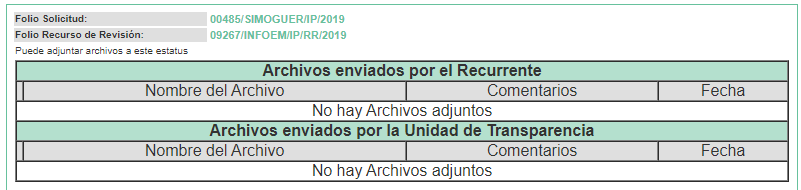 Folio Solicitud: 00485/SIMOGUER/IP/2019
Folio Recurso de Revisión: 09267/INFOEM/IP/RR/2019
Puede adjuntar archivos a este estatus
Archivos enviados por el Recurrente
Nombre del Archivo Comentarios Fecha
No hay Archivos adjuntos
Archivos enviados por la Unidad de Transparencia
Nombre del Archivo Comentarios Fecha
No hay Archivos adjuntos